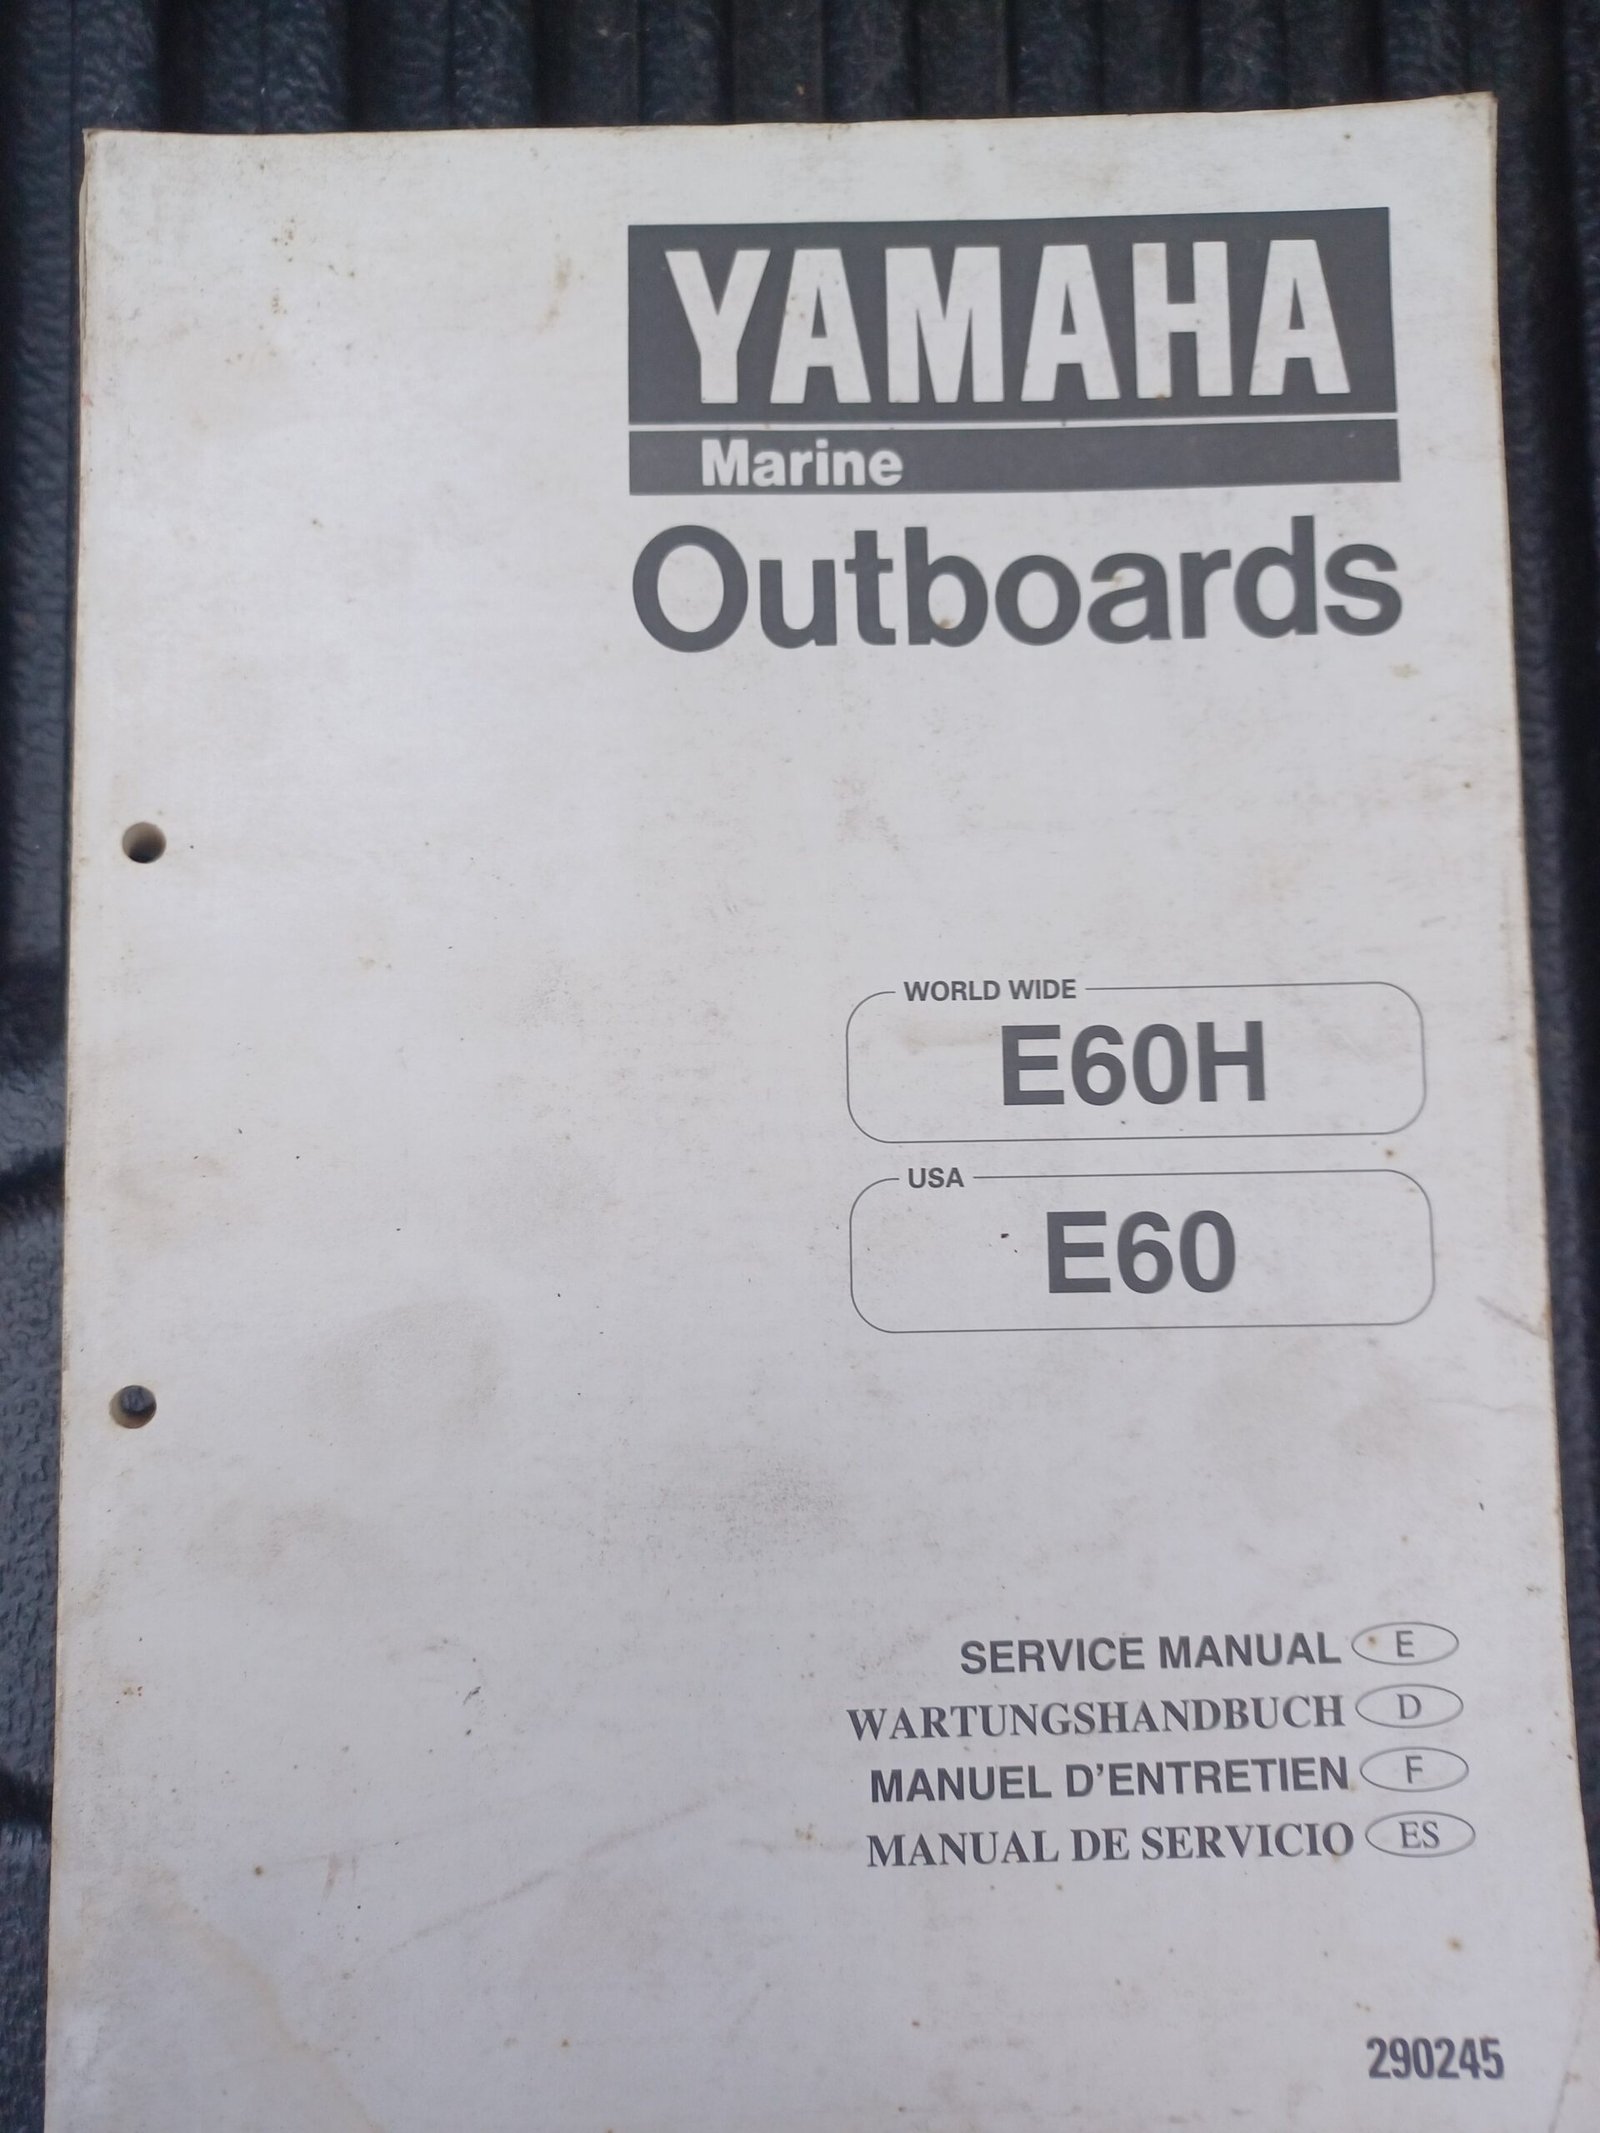 YAMAHA
Marine
Outboards
WORLD WIDE
E60H
USA
E60
SERVICE MANUAL E
WARTUNGSHANDBUCH D
MANUEL D'ENTRETIEN F
MANUAL DE SERVICIO ES
290245